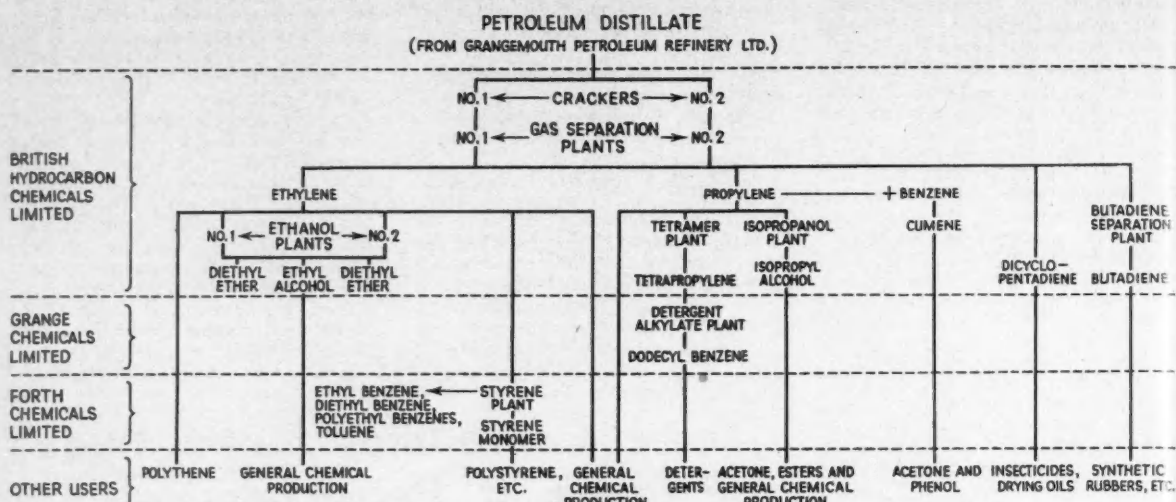 PETROLEUM DISTILLATE
(FROM GRANGEMOUTH PETROLEUM REFINERY LTD.)
NO.1 CRACKERS NO.2
NO.1 GAS SEPARATION PLANTS NO.2
BRITISH
HYDROCARBON
CHEMICALS
LIMITED
ETHYLENE
PROPYLENE
+ BENZENE
NO.1 ETHANOL PLANTS NO.2
TETRAMER
PLANT
ISOPROPANOL
PLANT
CUMENE
BUTADIENE
SEPARATION
PLANT
DIETHYL
ETHER
ETHYL
ALCOHOL
DIETHYL
ETHER
TETRAPROPYLENE
ISOPROPYL
ALCOHOL
DICYCLO-
PENTADIENE
BUTADIENE
GRANGE
CHEMICALS
LIMITED
DETERGENT
ALKYLATE PLANT
DODECYL BENZENE
FORTH
CHEMICALS
LIMITED
ETHYL BENZENE,
DIETHYL BENZENE,
POLYETHYL BENZENES,
TOLUENE
STYRENE
PLANT
STYRENE
MONOMER
OTHER USERS
POLYTHENE
GENERAL CHEMICAL
PRODUCTION
POLYSTYRENE,
ETC.
GENERAL
CHEMICAL
PRODUCTION
DETER-
GENTS
ACETONE, ESTERS AND
GENERAL CHEMICAL
PRODUCTION
ACETONE AND
PHENOL
INSECTICIDES,
DRYING OILS
SYNTHETIC
RUBBERS, ETC.